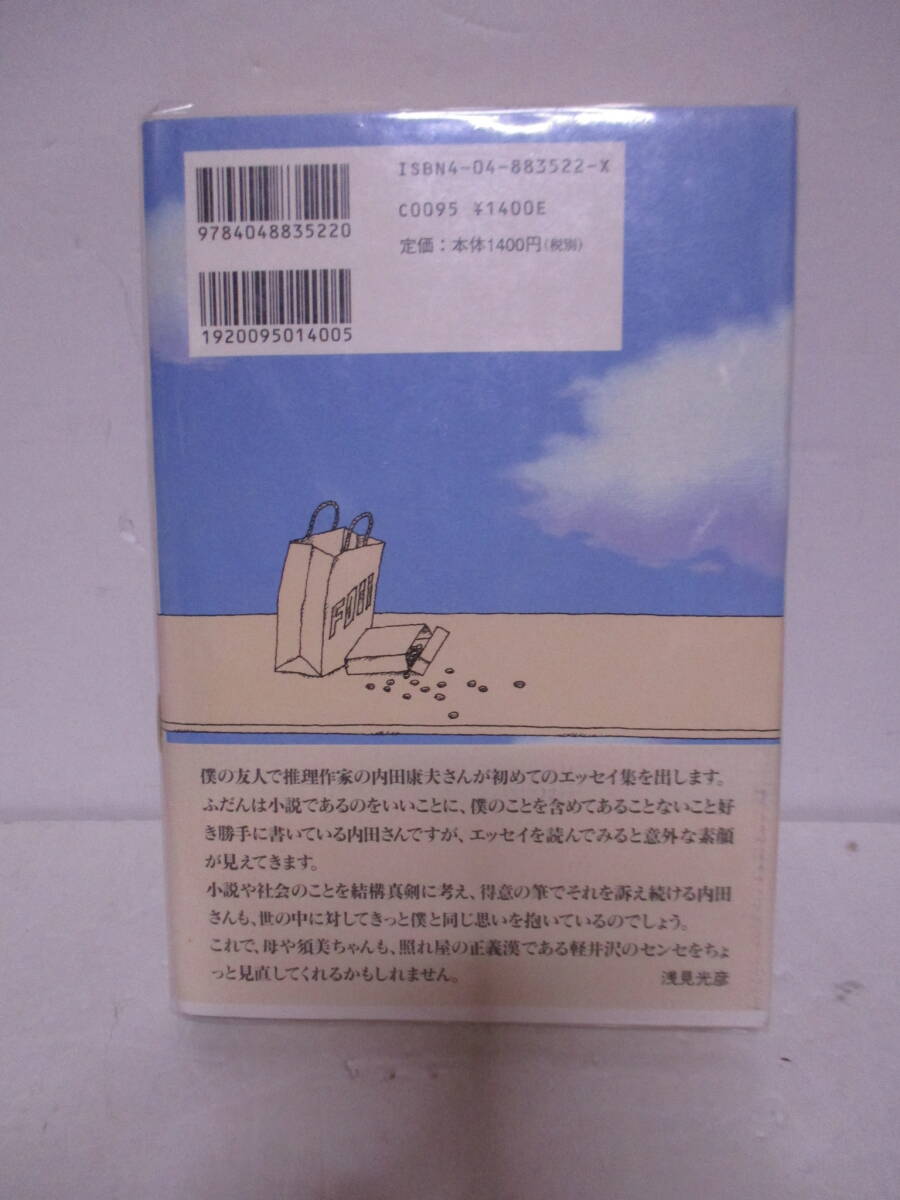 ISBN4-04-883522-X
C0095 ¥1400E
定価：本体1400円(税別)
9784048835220
1920095014005
僕の友人で推理作家の内田康夫さんが初めてのエッセイ集を出します。
ふだんは小説であるのをいいことに、僕のことを含めてあることないこと好
き勝手に書いている内田さんですが、エッセイを読んでみると意外な素顔
が見えてきます。
小説や社会のことを結構真剣に考え、得意の筆でそれを訴え続ける内田
さんも、世の中に対してきっと僕と同じ思いを抱いているのでしょう。
これで、母や須美ちゃんも、照れ屋の正義漢である軽井沢のセンセをちょ
っと見直してくれるかもしれません。
浅見光彦